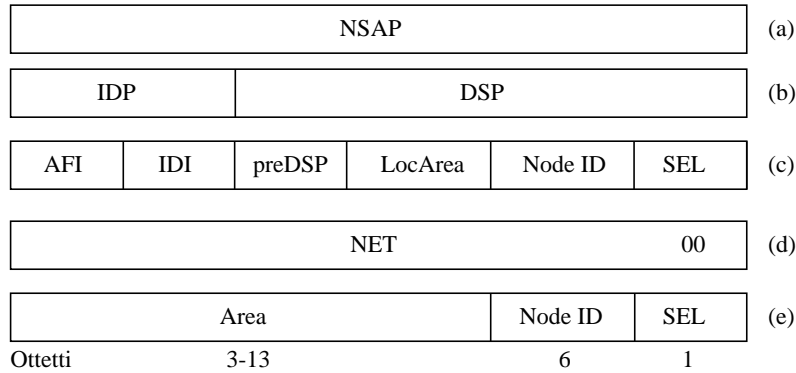 NSAP (a)
IDP DSP (b)
AFI IDI preDSP LocArea Node ID SEL (c)
NET 00 (d)
Area Node ID SEL (e)
Ottetti 3-13 6 1